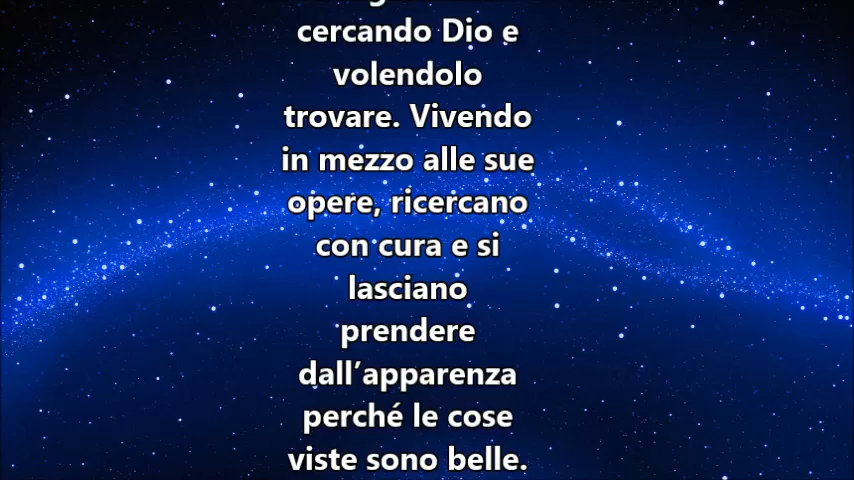 cercando Dio e
volendolo
trovare. Vivendo
in mezzo alle sue
opere, ricercano
con cura e si
lasciano
prendere
dall’apparenza
perché le cose
viste sono belle.